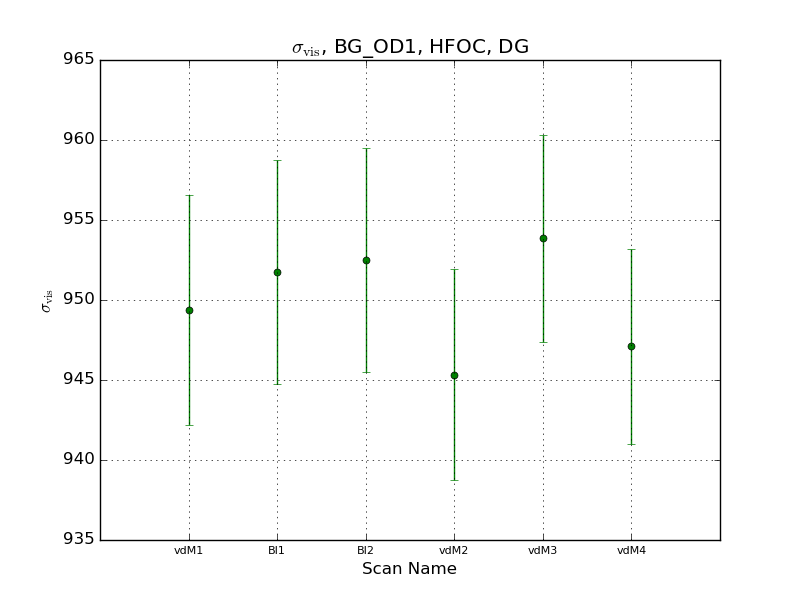 σvis, BG_OD1, HFOC, DG
965
960
955
950
945
940
935
σvis
vdM1 BI1 BI2 vdM2 vdM3 vdM4
Scan Name